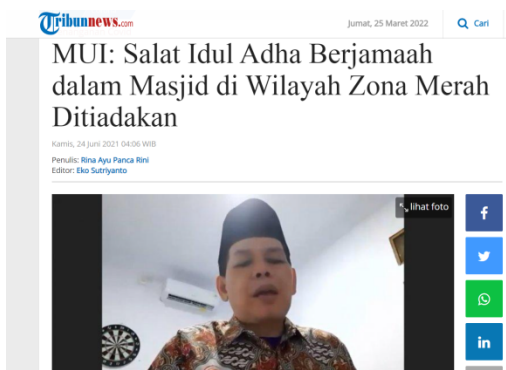 Tribunnews.com
Jumat, 25 Maret 2022
Cari
MUI: Salat Idul Adha Berjamaah
dalam Masjid di Wilayah Zona Merah
Ditiadakan
Kamis, 24 Juni 2021 04:06 WIB
Penulis: Rina Ayu Panca Rini
Editor: Eko Sutriyanto
lihat foto
f
in